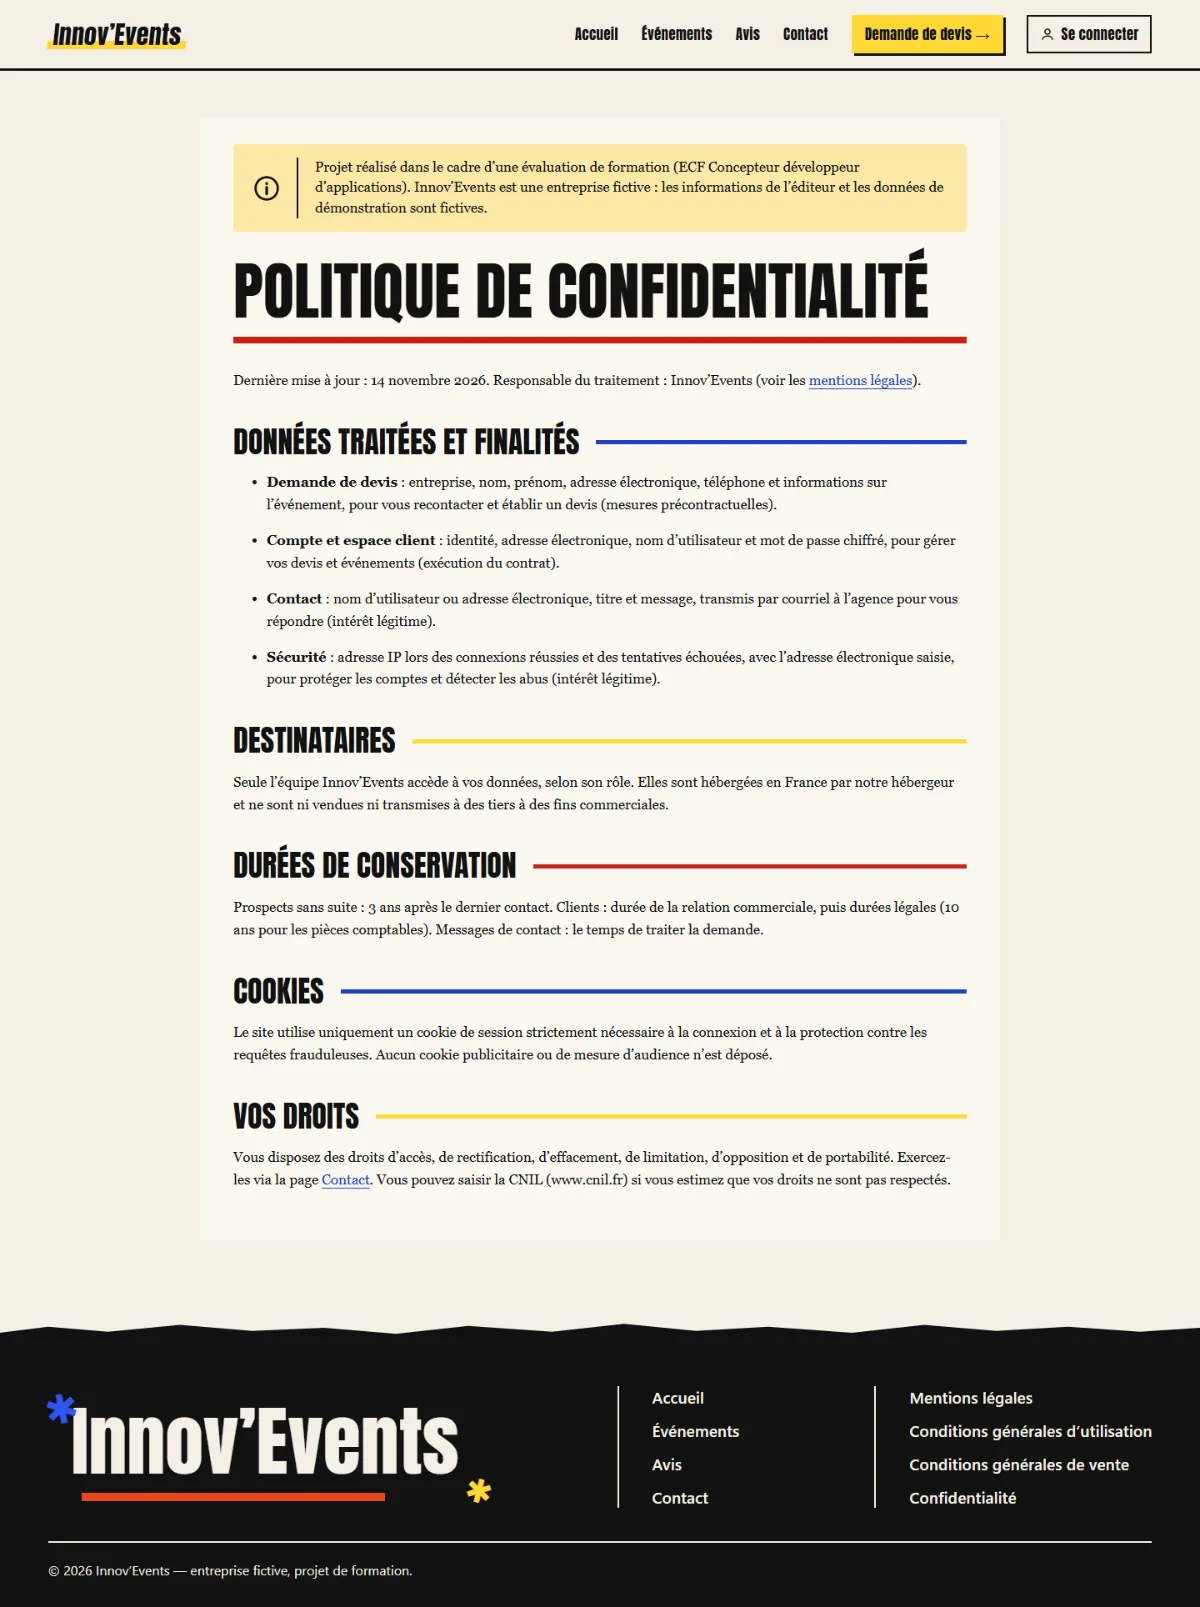 Innov’Events
Accueil
Événements
Avis
Contact
Demande de devis →
Se connecter
Projet réalisé dans le cadre d’une évaluation de formation (ECF Concepteur développeur
d’applications). Innov’Events est une entreprise fictive : les informations de l’éditeur et les données de
démonstration sont fictives.
POLITIQUE DE CONFIDENTIALITÉ
Dernière mise à jour : 14 novembre 2026. Responsable du traitement : Innov’Events (voir les mentions légales).
DONNÉES TRAITÉES ET FINALITÉS
• Demande de devis : entreprise, nom, prénom, adresse électronique, téléphone et informations sur
l’événement, pour vous recontacter et établir un devis (mesures précontractuelles).
• Compte et espace client : identité, adresse électronique, nom d’utilisateur et mot de passe chiffré, pour gérer
vos devis et événements (exécution du contrat).
• Contact : nom d’utilisateur ou adresse électronique, titre et message, transmis par courriel à l’agence pour vous
répondre (intérêt légitime).
• Sécurité : adresse IP lors des connexions réussies et des tentatives échouées, avec l’adresse électronique saisie,
pour protéger les comptes et détecter les abus (intérêt légitime).
DESTINATAIRES
Seule l’équipe Innov’Events accède à vos données, selon son rôle. Elles sont hébergées en France par notre hébergeur
et ne sont ni vendues ni transmises à des tiers à des fins commerciales.
DURÉES DE CONSERVATION
Prospects sans suite : 3 ans après le dernier contact. Clients : durée de la relation commerciale, puis durées légales (10
ans pour les pièces comptables). Messages de contact : le temps de traiter la demande.
COOKIES
Le site utilise uniquement un cookie de session strictement nécessaire à la connexion et à la protection contre les
requêtes frauduleuses. Aucun cookie publicitaire ou de mesure d’audience n’est déposé.
VOS DROITS
Vous disposez des droits d’accès, de rectification, d’effacement, de limitation, d’opposition et de portabilité. Exercez-
les via la page Contact. Vous pouvez saisir la CNIL (www.cnil.fr) si vous estimez que vos droits ne sont pas respectés.
Innov’Events
Accueil
Événements
Avis
Contact
Mentions légales
Conditions générales d’utilisation
Conditions générales de vente
Confidentialité
© 2026 Innov’Events — entreprise fictive, projet de formation.